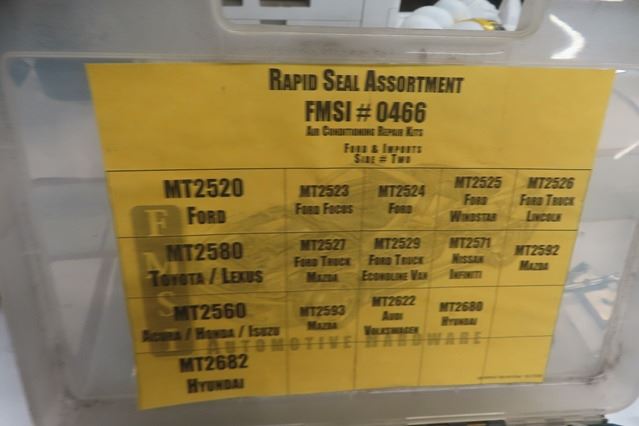 RAPID SEAL ASSORTMENT
FMSI # 0466
AIR CONDITIONING REPAIR KITS
FORD & IMPORTS
SIDE # TWO
MT2520
FORD
MT2523
FORD FOCUS
MT2524
FORD
MT2525
FORD
WINDSTAR
MT2526
FORD TRUCK
LINCOLN
MT2580
TOYOTA / LEXUS
MT2527
FORD TRUCK
MAZDA
MT2529
FORD TRUCK
ECONOLINE VAN
MT2571
NISSAN
INFINITI
MT2592
MAZDA
MT2560
ACURA / HONDA / ISUZU
MT2593
MAZDA
MT2622
AUDI
VOLKSWAGEN
MT2680
HYUNDAI
MT2682
HYUNDAI
FMS
AUTOMOTIVE HARDWARE